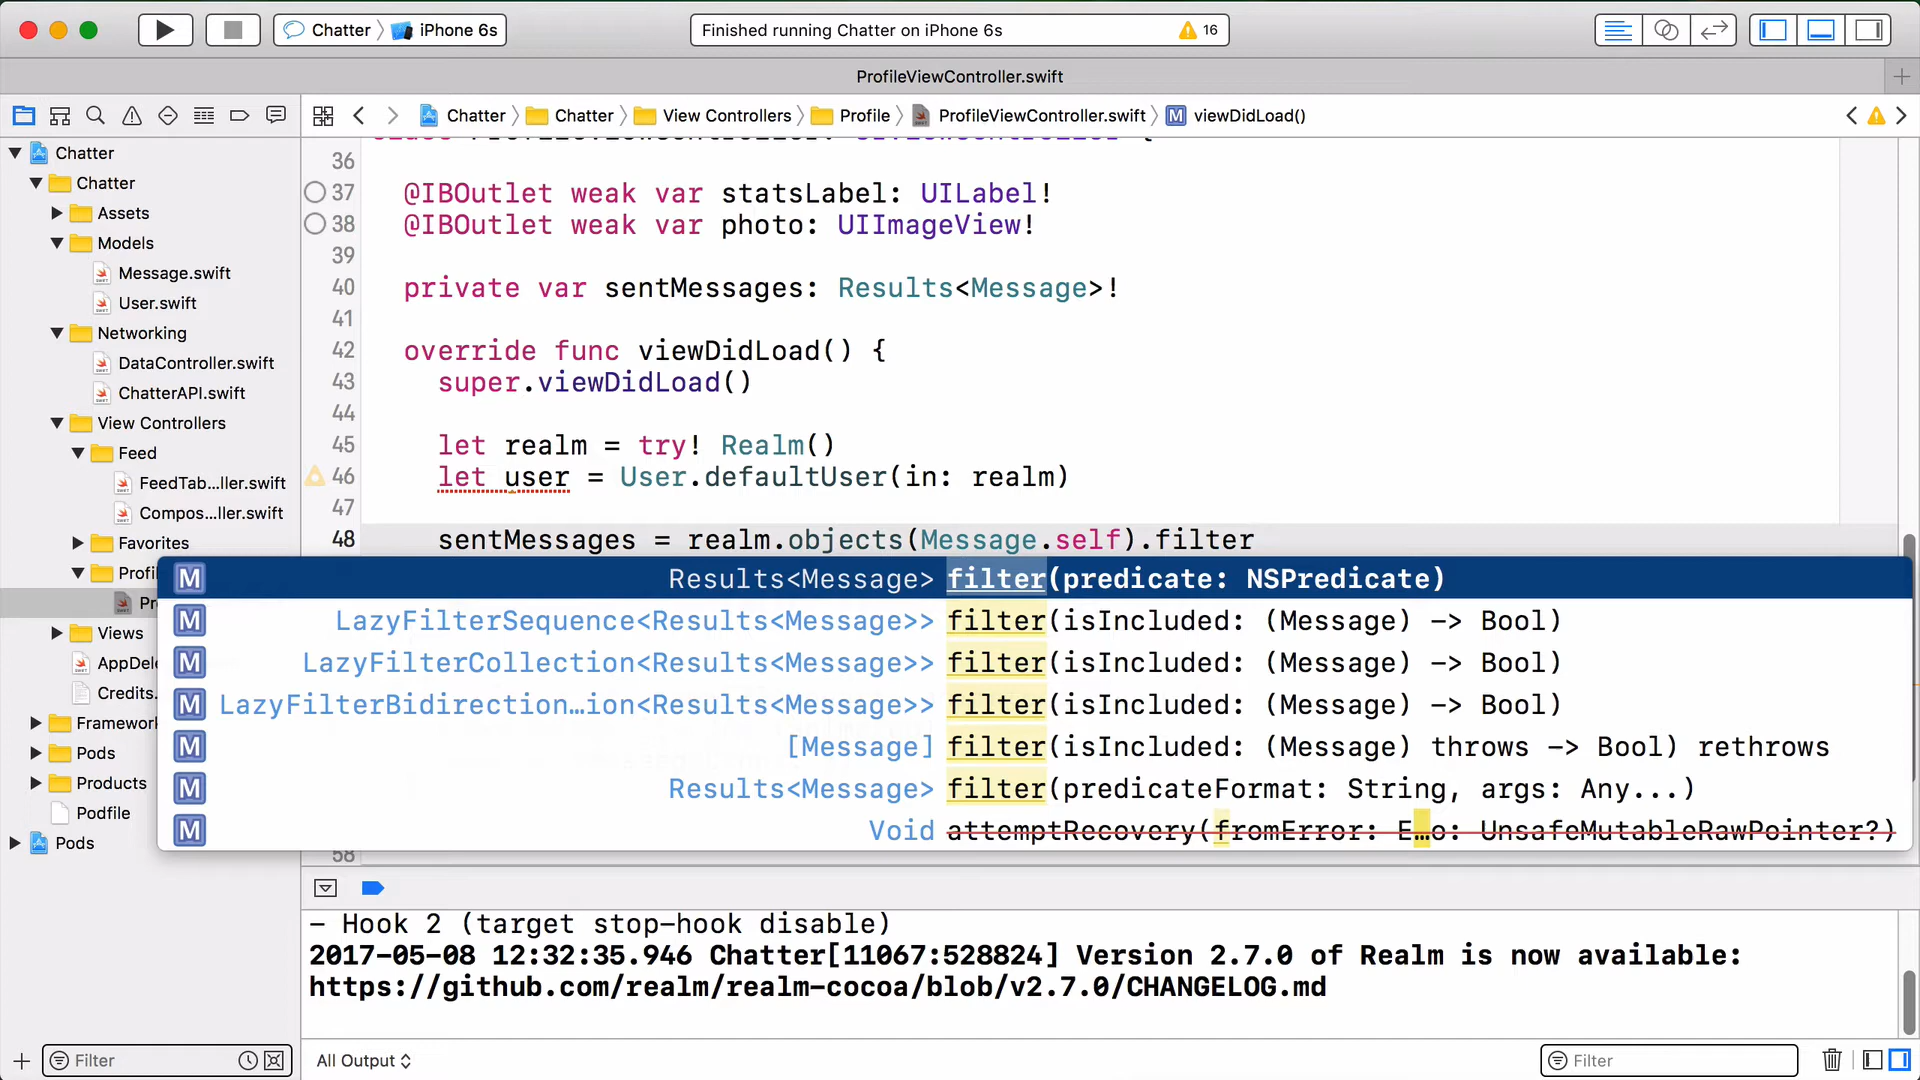 Chatter
iPhone 6s
Finished running Chatter on iPhone 6s
16
ProfileViewController.swift
Chatter
Chatter
View Controllers
Profile
ProfileViewController.swift
M
viewDidLoad()
Chatter
Chatter
Assets
Models
Message.swift
User.swift
Networking
DataController.swift
ChatterAPI.swift
View Controllers
Feed
FeedTab...ller.swift
Compos...ller.swift
Favorites
Profi
Pr
Views
AppDele
Credits.
Framework
Pods
Products
Podfile
Pods
36
37 @IBOutlet weak var statsLabel: UILabel!
38 @IBOutlet weak var photo: UIImageView!
39
40 private var sentMessages: Results<Message>!
41
42 override func viewDidLoad() {
43 super.viewDidLoad()
44
45 let realm = try! Realm()
46 let user = User.defaultUser(in: realm)
47
48 sentMessages = realm.objects(Message.self).filter
M Results<Message> filter(predicate: NSPredicate)
M LazyFilterSequence<Results<Message>> filter(isIncluded: (Message) -> Bool)
M LazyFilterCollection<Results<Message>> filter(isIncluded: (Message) -> Bool)
M LazyFilterBidirection…ion<Results<Message>> filter(isIncluded: (Message) -> Bool)
M [Message] filter(isIncluded: (Message) throws -> Bool) rethrows
M Results<Message> filter(predicateFormat: String, args: Any...)
M Void attemptRecovery(fromError: E…o: UnsafeMutableRawPointer?)
58
- Hook 2 (target stop-hook disable)
2017-05-08 12:32:35.946 Chatter[11067:528824] Version 2.7.0 of Realm is now available:
https://github.com/realm/realm-cocoa/blob/v2.7.0/CHANGELOG.md
Filter
All Output
Filter